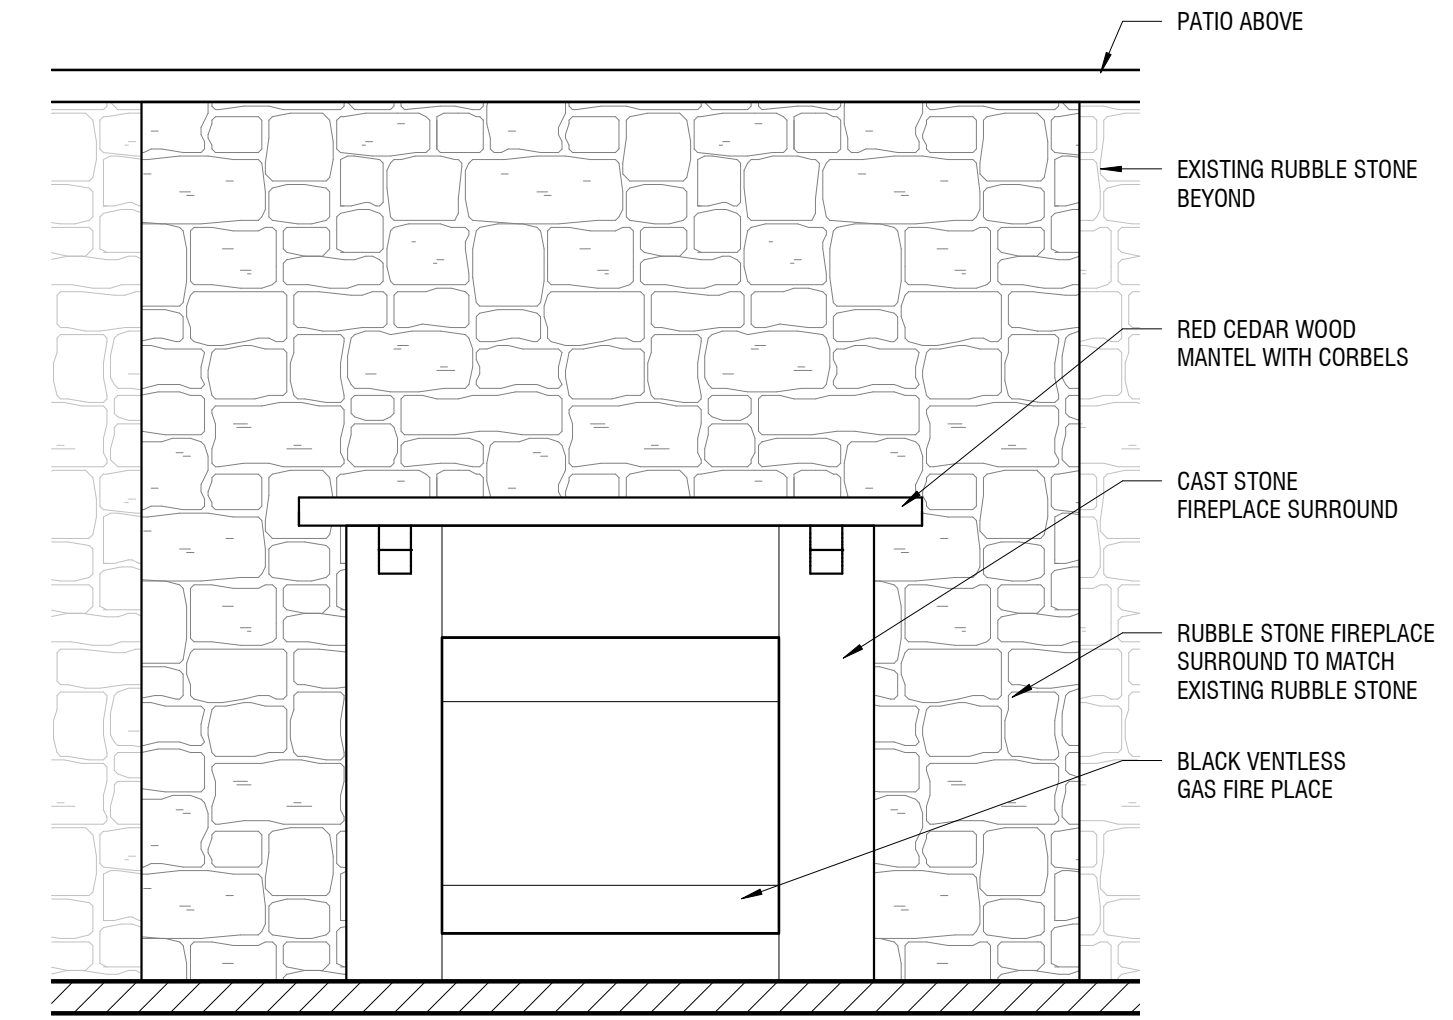 PATIO ABOVE
EXISTING RUBBLE STONE
BEYOND
RED CEDAR WOOD
MANTEL WITH CORBELS
CAST STONE
FIREPLACE SURROUND
RUBBLE STONE FIREPLACE
SURROUND TO MATCH
EXISTING RUBBLE STONE
BLACK VENTLESS
GAS FIRE PLACE